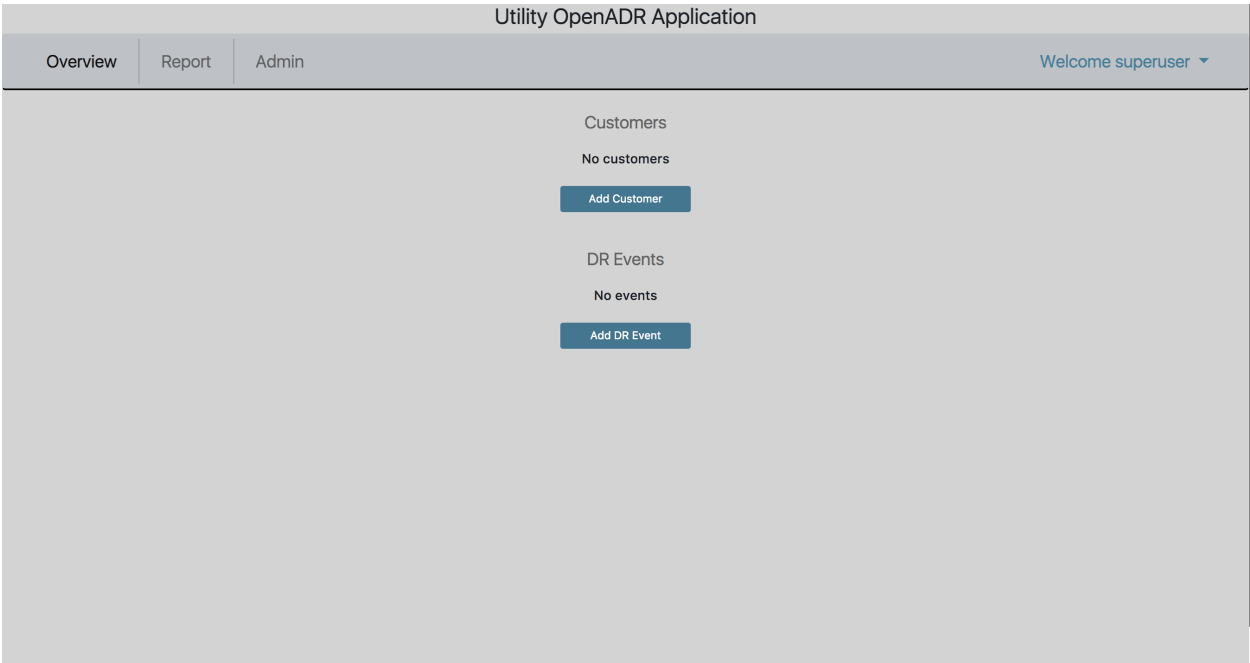 Utility OpenADR Application
Overview Report Admin Welcome superuser
Customers
No customers
Add Customer
DR Events
No events
Add DR Event